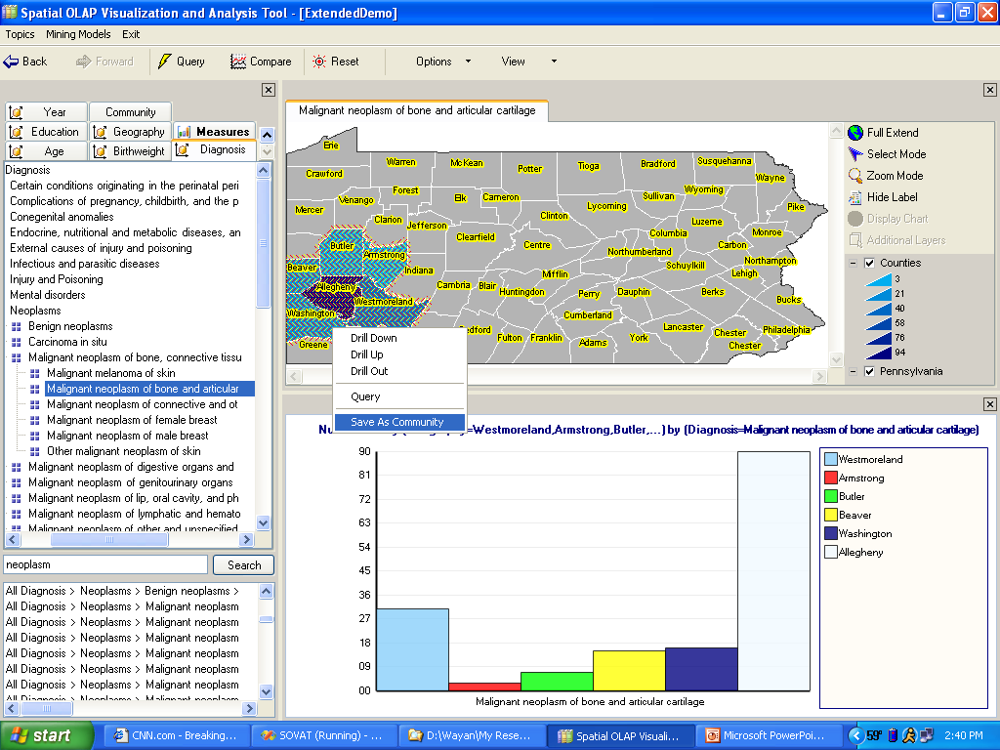 Spatial OLAP Visualization and Analysis Tool - [ExtendedDemo]
Topics Mining Models Exit
Back Forward Query Compare Reset Options View
Year Community
Education Geography Measures
Age Birthweight Diagnosis
Diagnosis
Certain conditions originating in the perinatal peri
Complications of pregnancy, childbirth, and the p
Conegenital anomalies
Endocrine, nutritional and metabolic diseases, an
External causes of injury and poisoning
Infectious and parasitic diseases
Injury and Poisoning
Mental disorders
Neoplasms
Benign neoplasms
Carcinoma in situ
Malignant neoplasm of bone, connective tissu
Malignant melanoma of skin
Malignant neoplasm of bone and articular
Malignant neoplasm of connective and ot
Malignant neoplasm of female breast
Malignant neoplasm of male breast
Other malignant neoplasm of skin
Malignant neoplasm of digestive organs and
Malignant neoplasm of genitourinary organs
Malignant neoplasm of lip, oral cavity, and ph
Malignant neoplasm of lymphatic and hemato
Malignant neoplasm of other and unspecified
neoplasm Search
All Diagnosis > Neoplasms > Benign neoplasms >
All Diagnosis > Neoplasms > Malignant neoplasm
All Diagnosis > Neoplasms > Malignant neoplasm
All Diagnosis > Neoplasms > Malignant neoplasm
All Diagnosis > Neoplasms > Malignant neoplasm
All Diagnosis > Neoplasms > Malignant neoplasm
All Diagnosis > Neoplasms > Malignant neoplasm
All Diagnosis > Neoplasms > Malignant neoplasm
Malignant neoplasm of bone and articular cartilage
Erie
Warren McKean Potter Tioga Bradford Susquehanna
Crawford Wayne
Forest Elk Cameron Sullivan Wyoming
Mercer Venango Lycoming Pike
Clarion Jefferson Clinton Luzerne
Clearfield Columbia Monroe
Butler Armstrong Centre Northumberland Carbon
Beaver Indiana Mifflin Schuylkill Northampton
Lehigh
Allegheny Cambria Blair Huntingdon Perry Dauphin Berks Bucks
Washington Westmoreland Cumberland
Lancaster Chester Philadelphia
Greene edford Fulton Franklin Adams York Chester
Drill Down
Drill Up
Drill Out
Query
Save As Community
Full Extend
Select Mode
Zoom Mode
Hide Label
Display Chart
Additional Layers
Counties
3
21
40
58
76
94
Pennsylvania
Nu =Westmoreland,Armstrong,Butler,...) by (Diagnosis=Malignant neoplasm of bone and articular cartilage)
90
81
72
63
54
45
36
27
18
09
00
Malignant neoplasm of bone and articular cartilage
Westmoreland
Armstrong
Butler
Beaver
Washington
Allegheny
start CNN.com - Breaking... SOVAT (Running) - ... D:\Wayan\My Rese... Spatial OLAP Visuali... Microsoft PowerPoi... 59° 2:40 PM